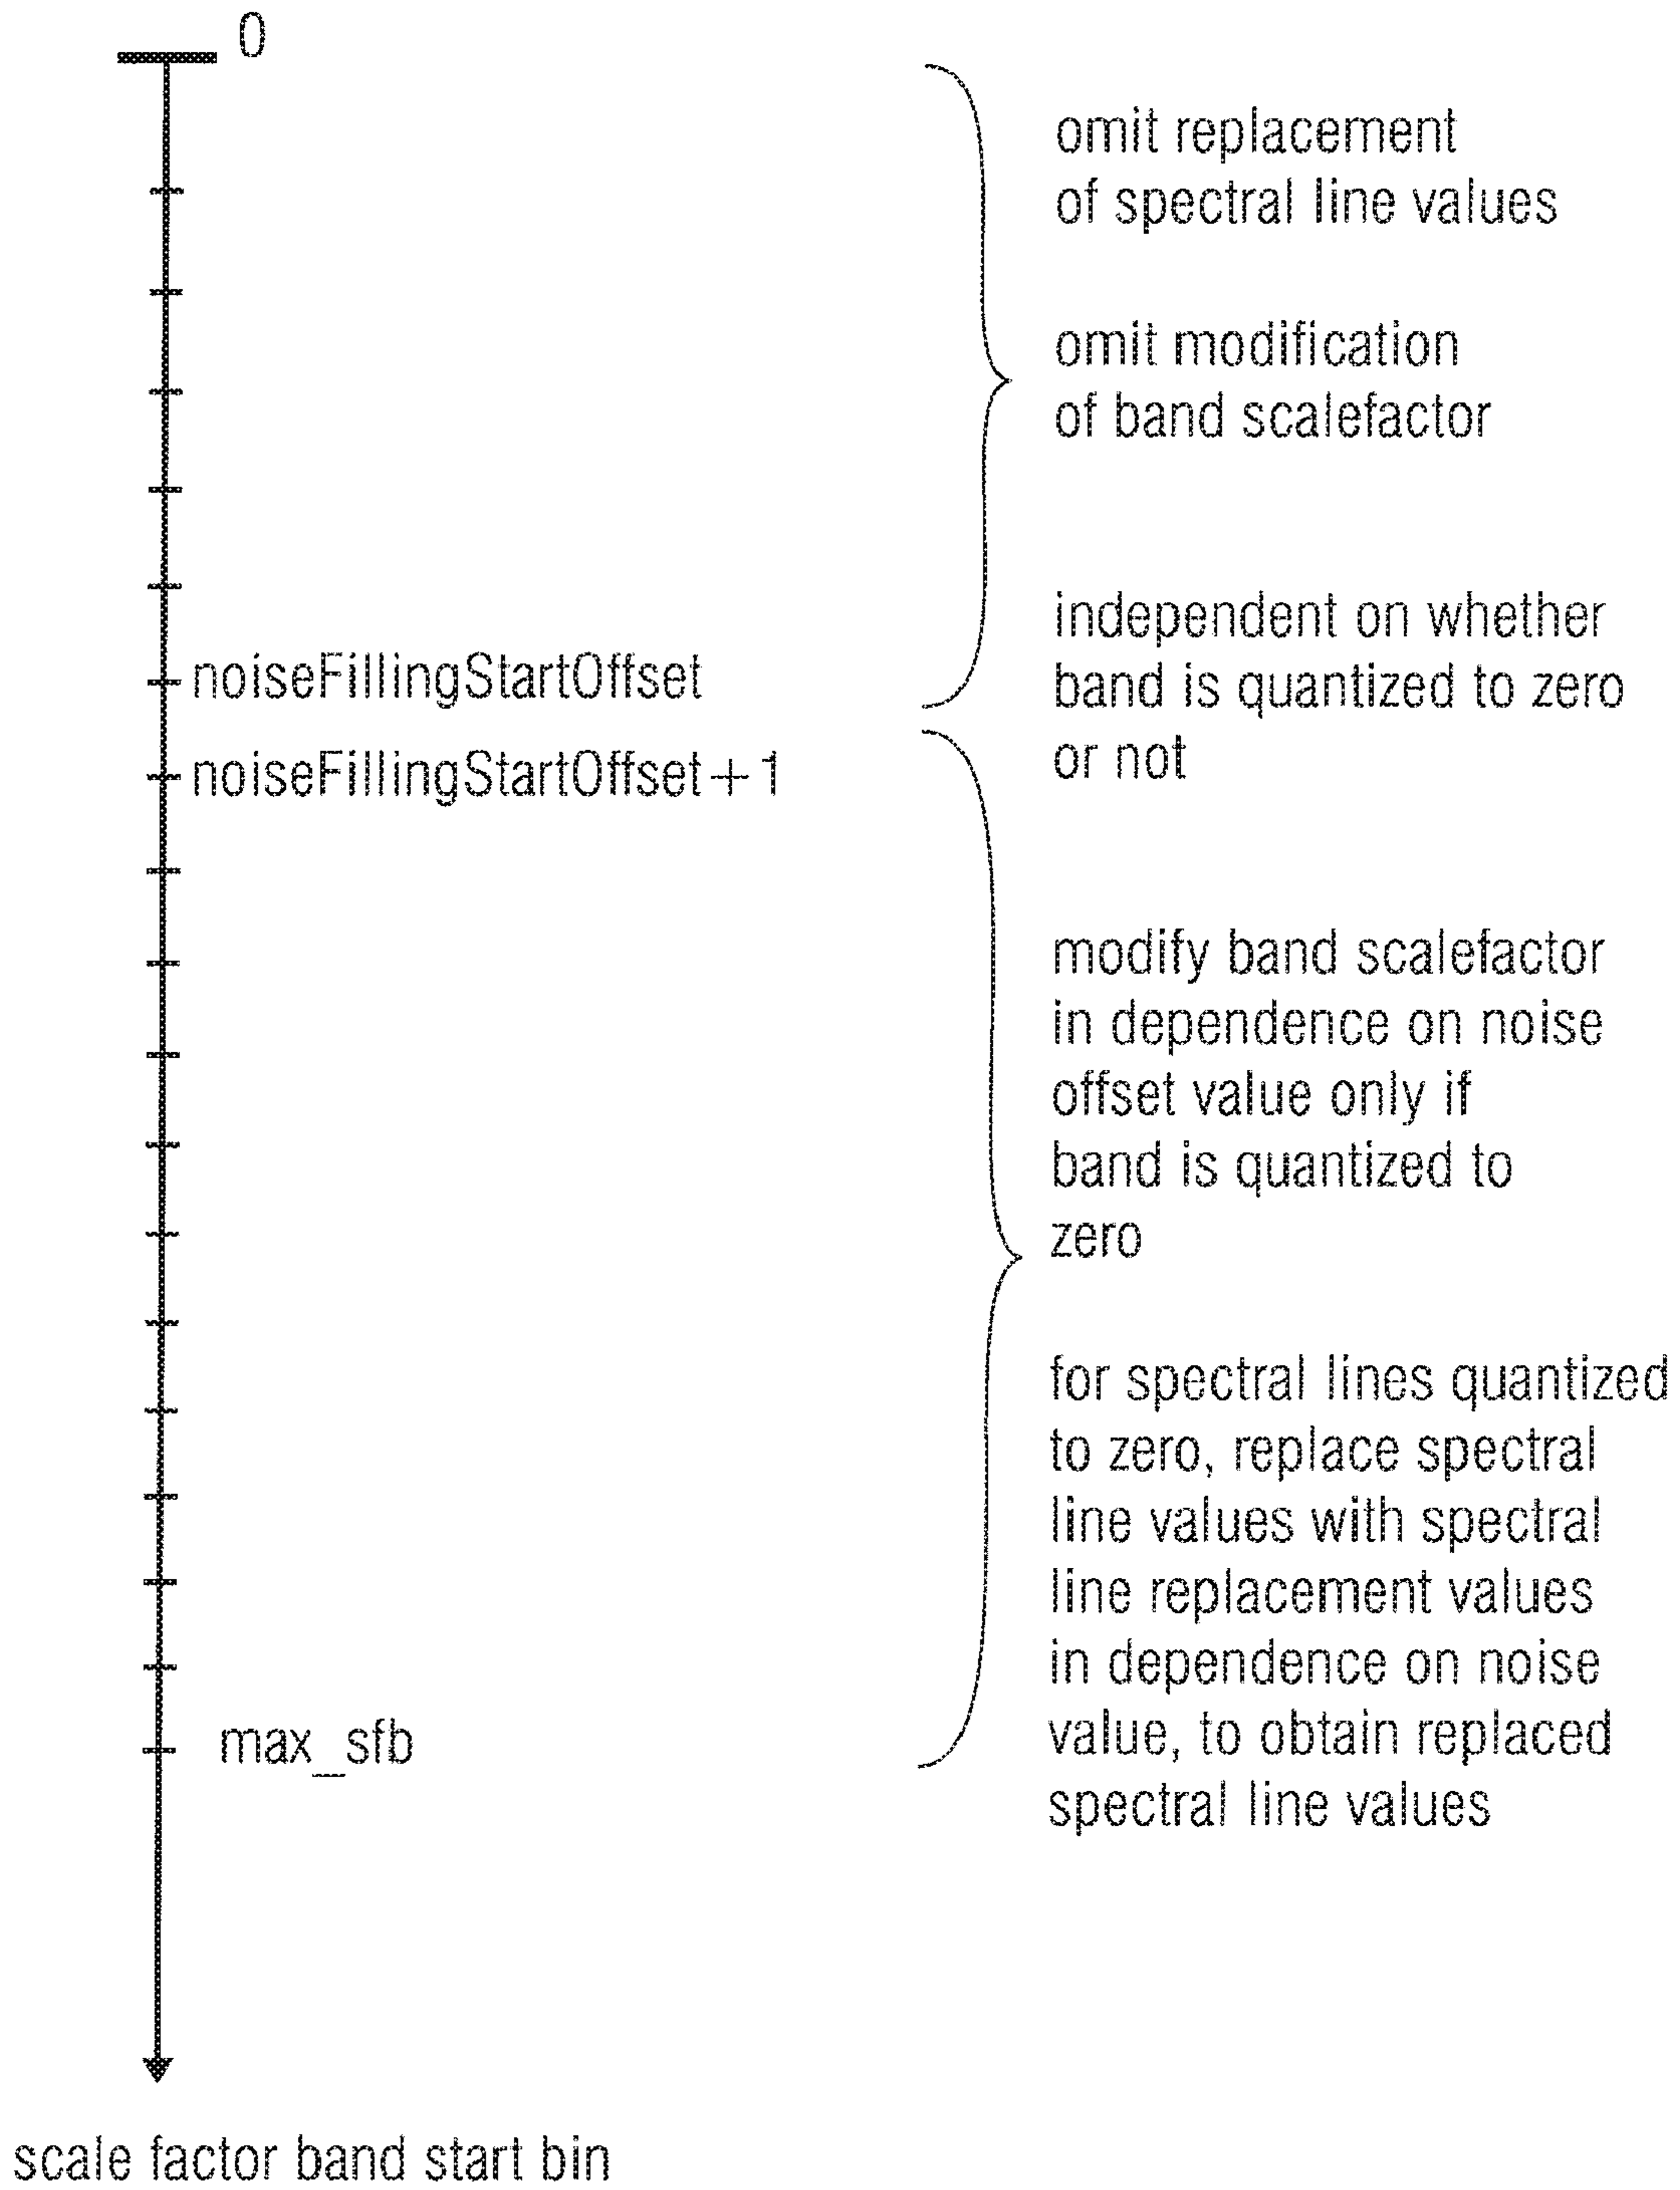 0
omit replacement
of spectral line values
omit modification
of band scalefactor
independent on whether
band is quantized to zero
or not
noiseFillingStartOffset
noiseFillingStartOffset+1
modify band scalefactor
in dependence on noise
offset value only if
band is quantized to
zero
for spectral lines quantized
to zero, replace spectral
line values with spectral
line replacement values
in dependence on noise
value, to obtain replaced
spectral line values
max_sfb
scale factor band start bin